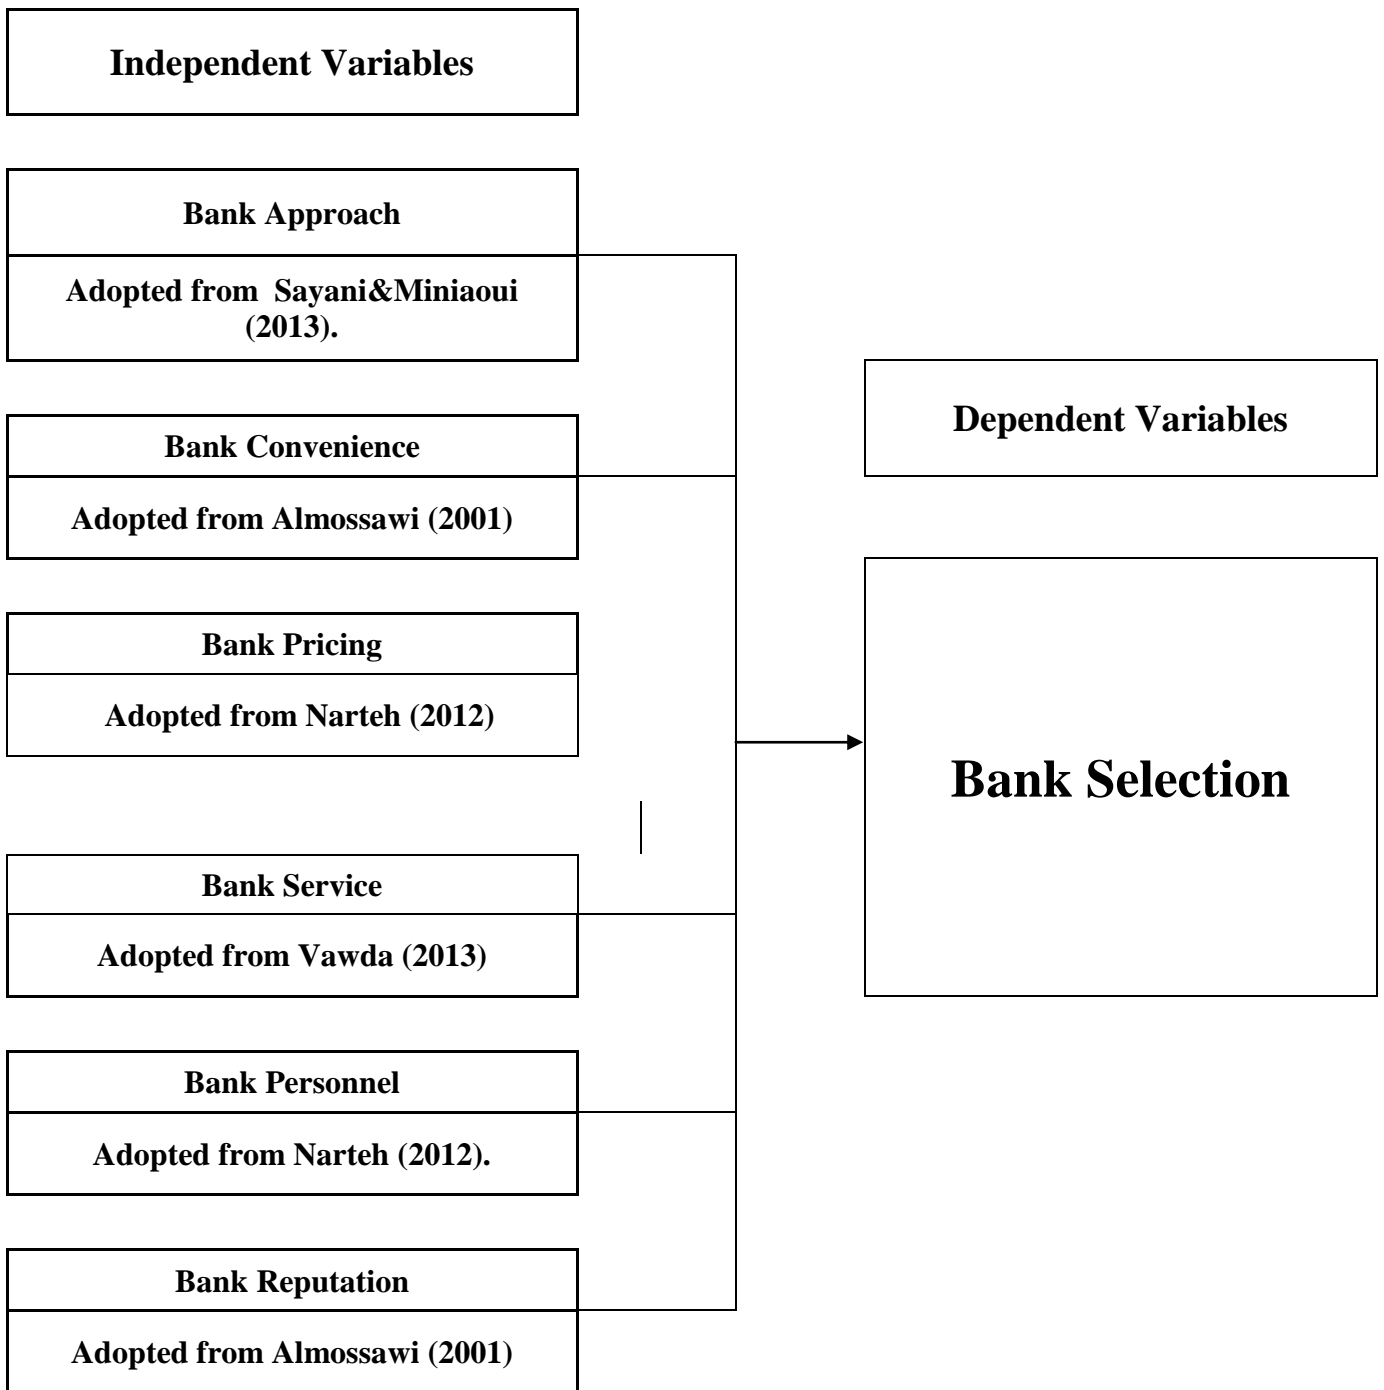 Independent Variables
Bank Approach
Adopted from Sayani&Miniaoui
(2013).
Bank Convenience
Adopted from Almossawi (2001)
Bank Pricing
Adopted from Narteh (2012)
Bank Service
Adopted from Vawda (2013)
Bank Personnel
Adopted from Narteh (2012).
Bank Reputation
Adopted from Almossawi (2001)
Dependent Variables
Bank Selection